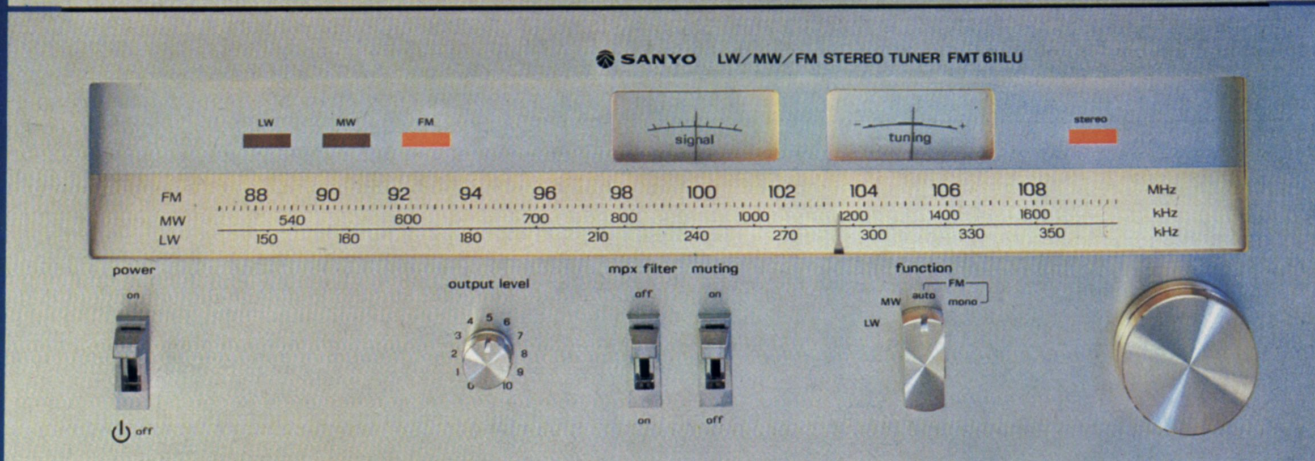 SANYO LW/MW/FM STEREO TUNER FMT 611LU
LW MW FM stereo
signal - tuning +
FM 88 90 92 94 96 98 100 102 104 106 108 MHz
MW 540 600 700 800 1000 1200 1400 1600 kHz
LW 150 160 180 210 240 270 300 330 350 kHz
power output level mpx filter muting function
on off on MW auto FM mono LW
0 1 2 3 4 5 6 7 8 9 10
off on off